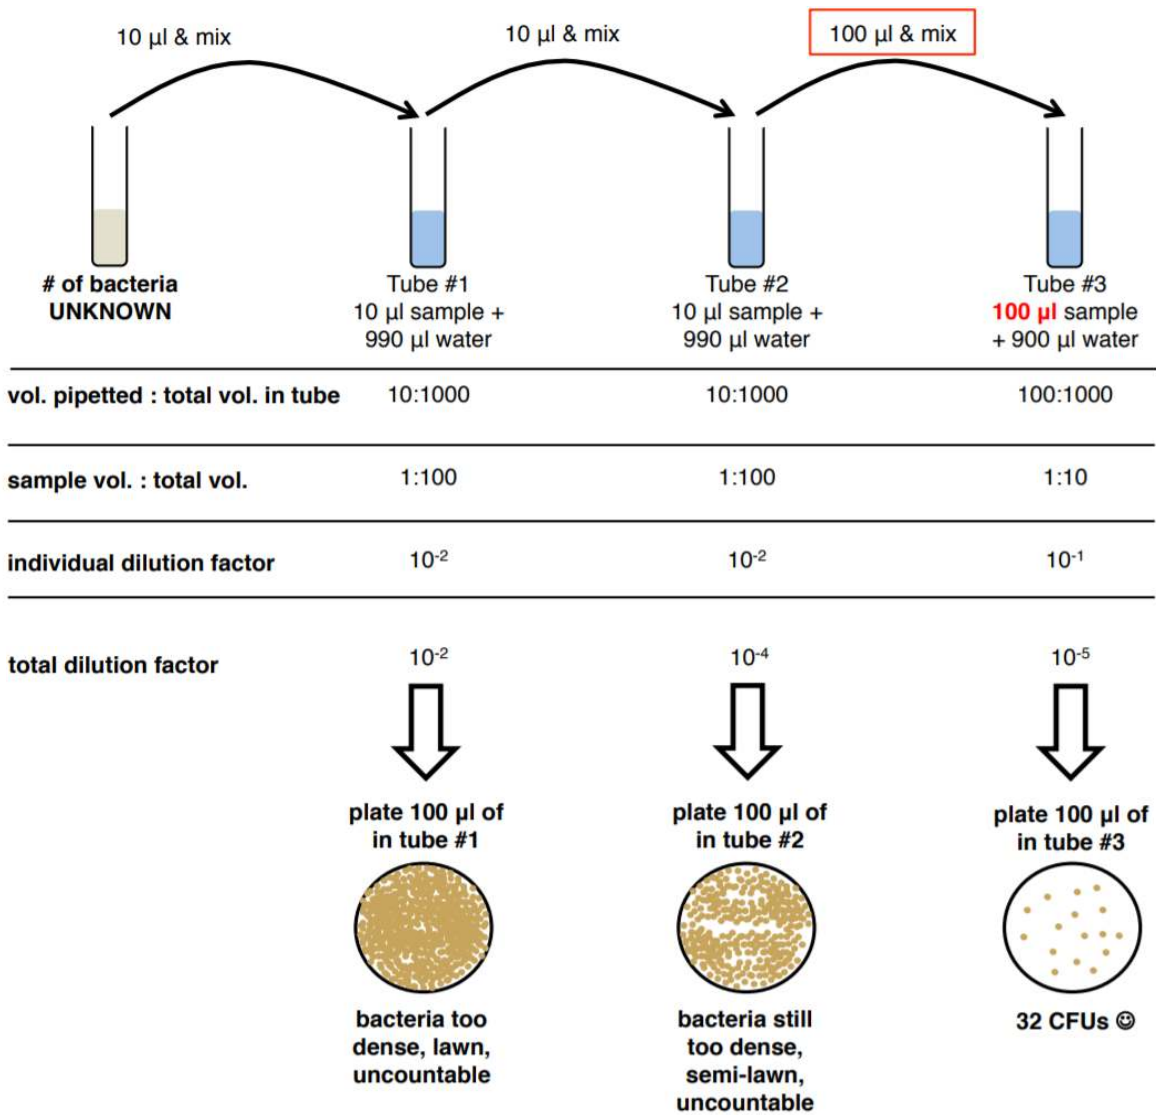 10 µl & mix
10 µl & mix
100 µl & mix
# of bacteria
UNKNOWN
Tube #1
10 µl sample +
990 µl water
Tube #2
10 µl sample +
990 µl water
Tube #3
100 µl sample
+ 900 µl water
vol. pipetted : total vol. in tube
10:1000
10:1000
100:1000
sample vol. : total vol.
1:100
1:100
1:10
individual dilution factor
10⁻²
10⁻²
10⁻¹
total dilution factor
10⁻²
10⁻⁴
10⁻⁵
plate 100 µl of
in tube #1
plate 100 µl of
in tube #2
plate 100 µl of
in tube #3
bacteria too
dense, lawn,
uncountable
bacteria still
too dense,
semi-lawn,
uncountable
32 CFUs ☺